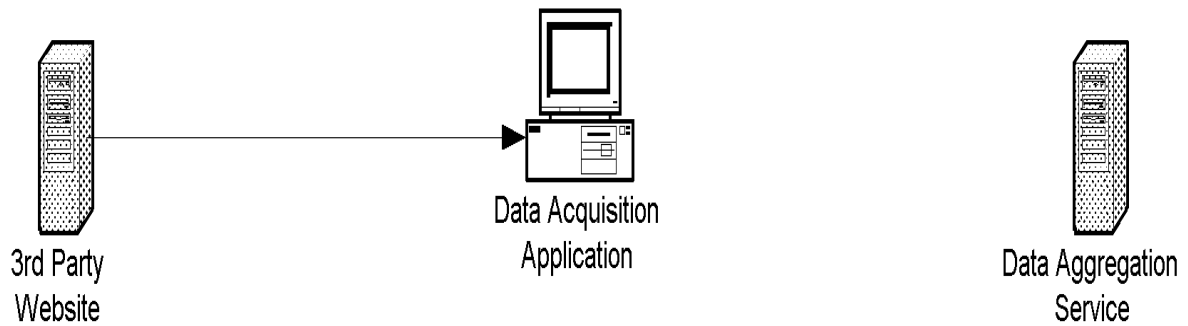 3rd Party
Website
Data Acquisition
Application
Data Aggregation
Service